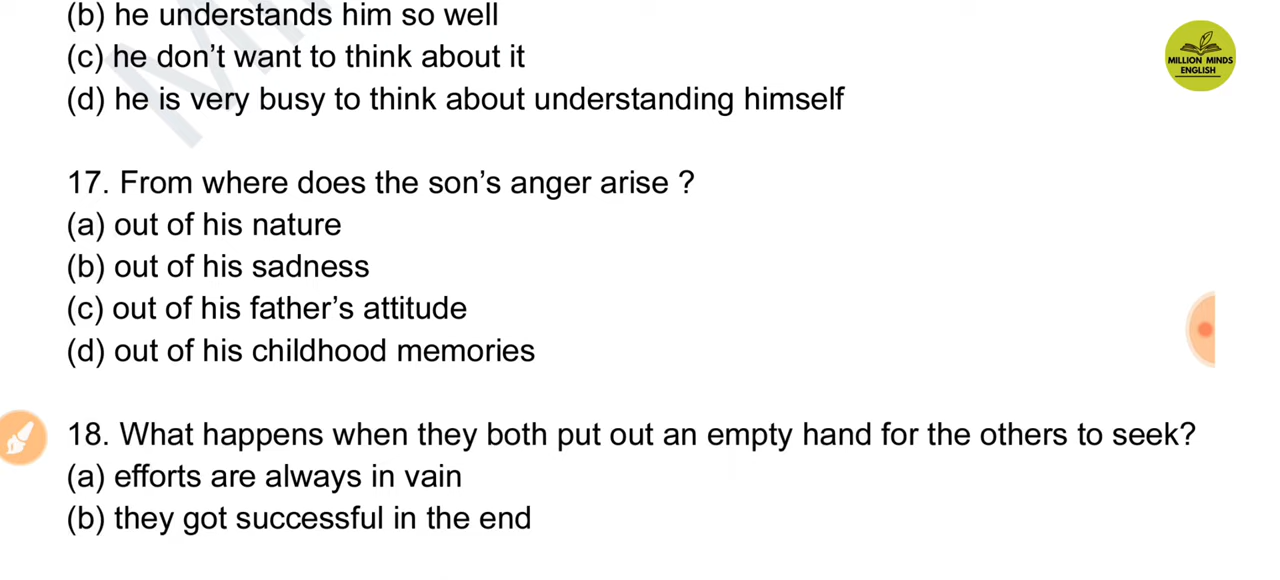 (b) he understands him so well
(c) he don't want to think about it
(d) he is very busy to think about understanding himself
MILLION MINDS
ENGLISH
17. From where does the son's anger arise ?
(a) out of his nature
(b) out of his sadness
(c) out of his father's attitude
(d) out of his childhood memories
18. What happens when they both put out an empty hand for the others to seek?
(a) efforts are always in vain
(b) they got successful in the end